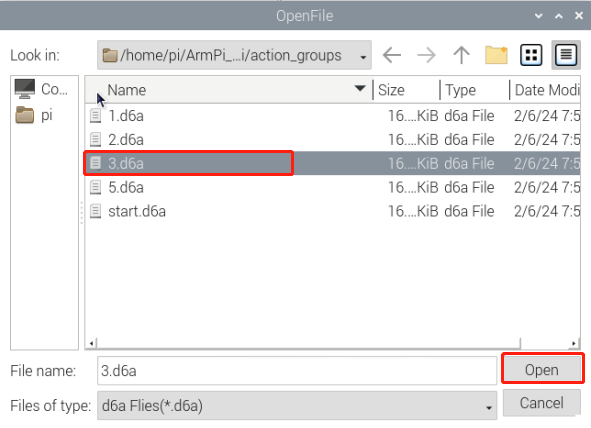 OpenFile
Look in: /home/pi/ArmPi_...i/action_groups
Co... Name Size Type Date Modi
pi 1.d6a 16....KiB d6a File 2/6/24 7:5
2.d6a 16....KiB d6a File 2/6/24 7:5
3.d6a 16....KiB d6a File 2/6/24 7:5
5.d6a 16....KiB d6a File 2/6/24 7:5
start.d6a 16....KiB d6a File 2/6/24 7:5
File name: 3.d6a Open
Files of type: d6a Flies(*.d6a) Cancel